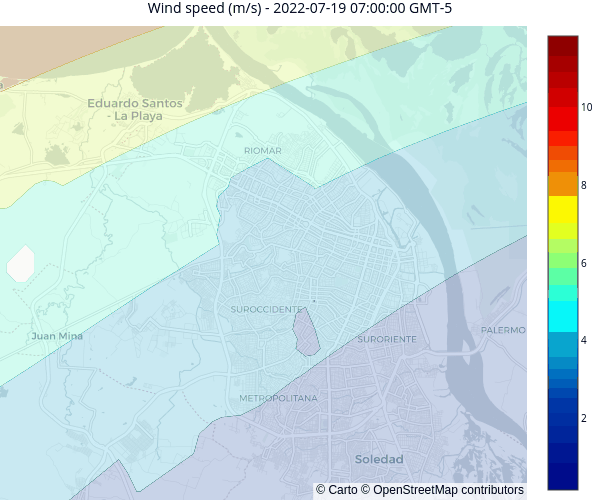 Wind speed (m/s) - 2022-07-19 07:00:00 GMT-5
Eduardo Santos
- La Playa
RIOMAR
SUROCCIDENTE
Juan Mina
SURORIENTE
PALERMO
METROPOLITANA
Soledad
10
8
6
4
2
© Carto © OpenStreetMap contributors